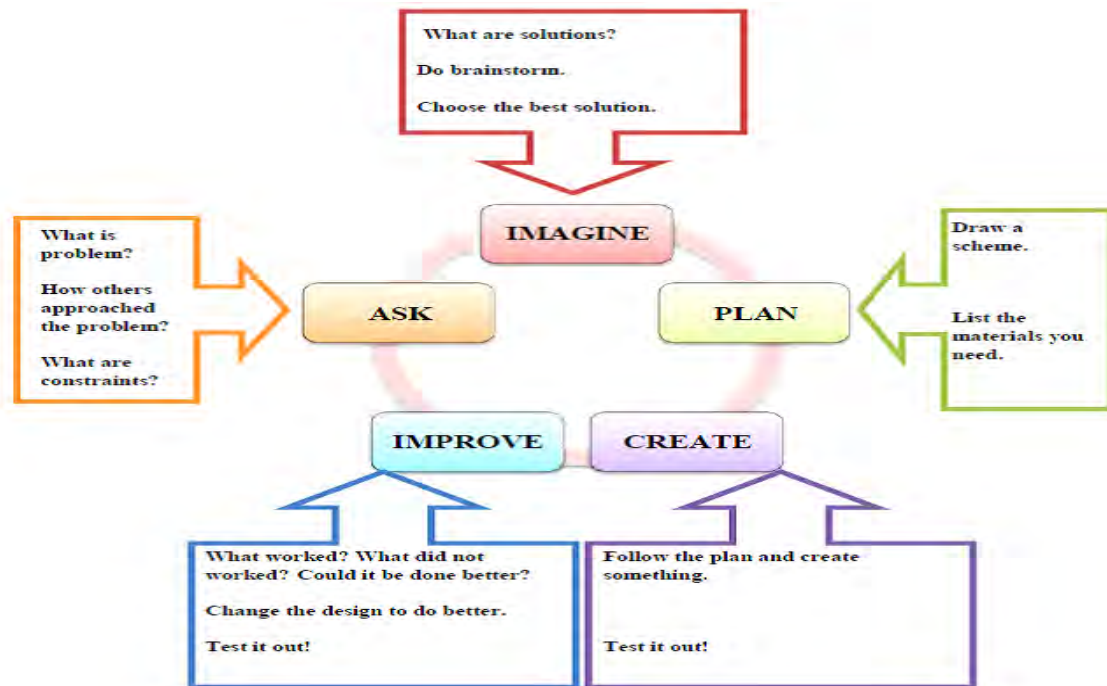 What are solutions?
Do brainstorm.
Choose the best solution.
IMAGINE
What is
problem?
How others
approached
the problem?
What are
constraints?
ASK
PLAN
Draw a
scheme.
List the
materials you
need.
IMPROVE
CREATE
What worked? What did not
worked? Could it be done better?
Change the design to do better.
Test it out!
Follow the plan and create
something.
Test it out!